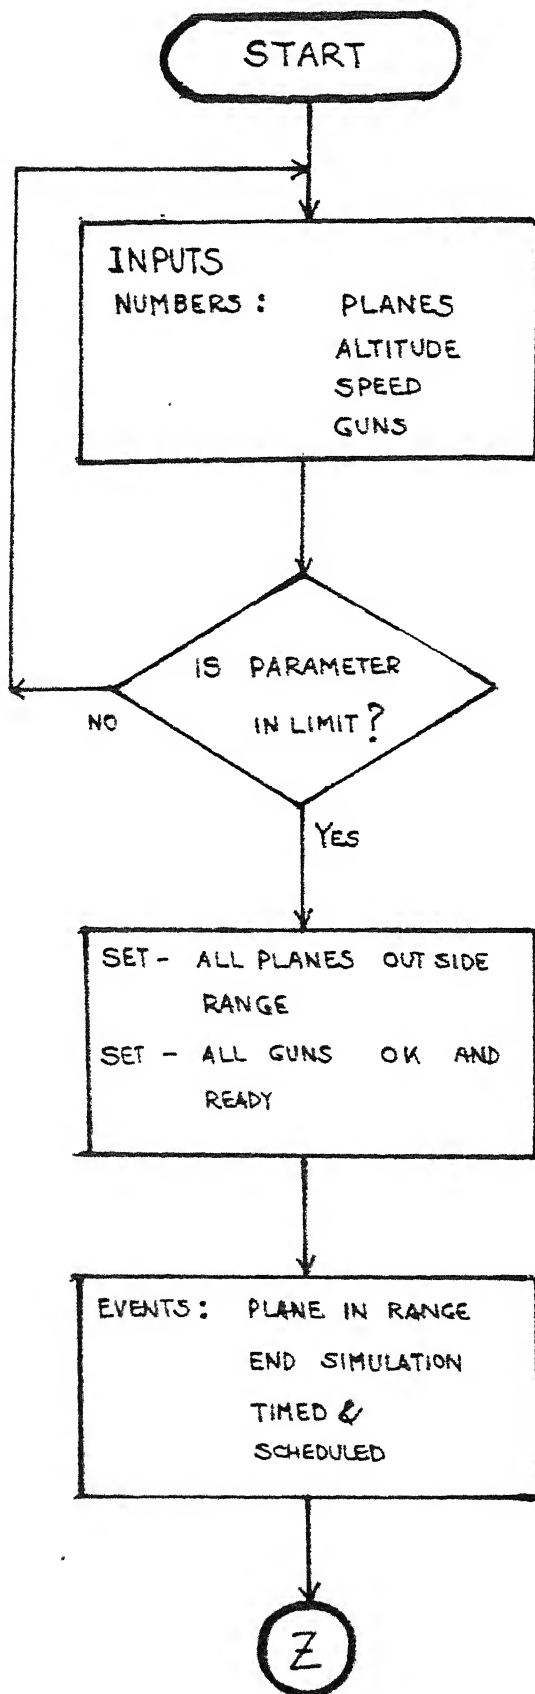 START
INPUTS
NUMBERS : PLANES
ALTITUDE
SPEED
GUNS
IS PARAMETER
IN LIMIT?
NO
YES
SET - ALL PLANES OUT SIDE
RANGE
SET - ALL GUNS OK AND
READY
EVENTS : PLANE IN RANGE
END SIMULATION
TIMED &
SCHEDULED
Z